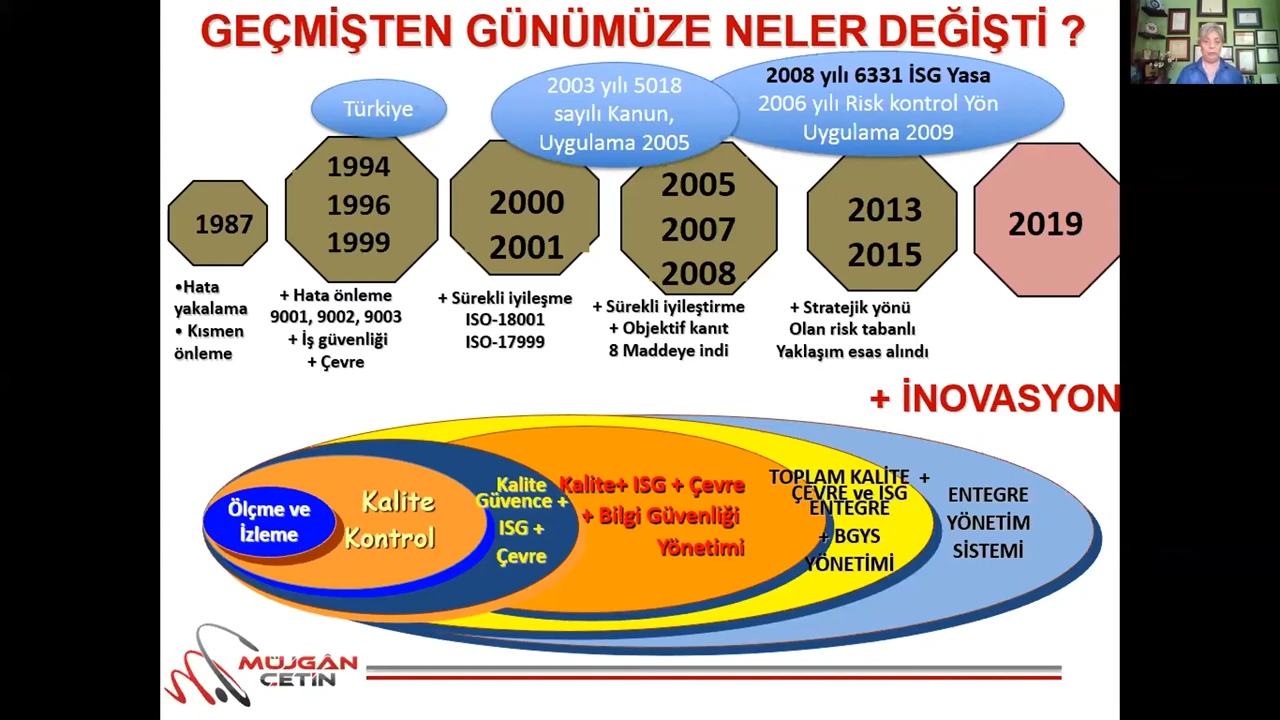 GEÇMİŞTEN GÜNÜMÜZE NELER DEĞİŞTİ ?
Türkiye
2003 yılı 5018
sayılı Kanun,
Uygulama 2005
2008 yılı 6331 İSG Yasa
2006 yılı Risk kontrol Yön
Uygulama 2009
1987
1994
1996
1999
2000
2001
2005
2007
2008
2013
2015
2019
•Hata
yakalama
• Kısmen
önleme
+ Hata önleme
9001, 9002, 9003
+ İş güvenliği
+ Çevre
+ Sürekli iyileşme
ISO-18001
ISO-17999
+ Sürekli iyileştirme
+ Objektif kanıt
8 Maddeye indi
+ Stratejik yönü
Olan risk tabanlı
Yaklaşım esas alındı
+ İNOVASYON
Ölçme ve
İzleme
Kalite
Kontrol
Kalite
Güvence +
ISG +
Çevre
Kalite+ ISG + Çevre
+ Bilgi Güvenliği
Yönetimi
TOPLAM KALİTE +
ÇEVRE ve ISG
ENTEGRE
+ BGYS
YÖNETİMİ
ENTEGRE
YÖNETİM
SİSTEMİ
MÜJGÂN
ÇETİN